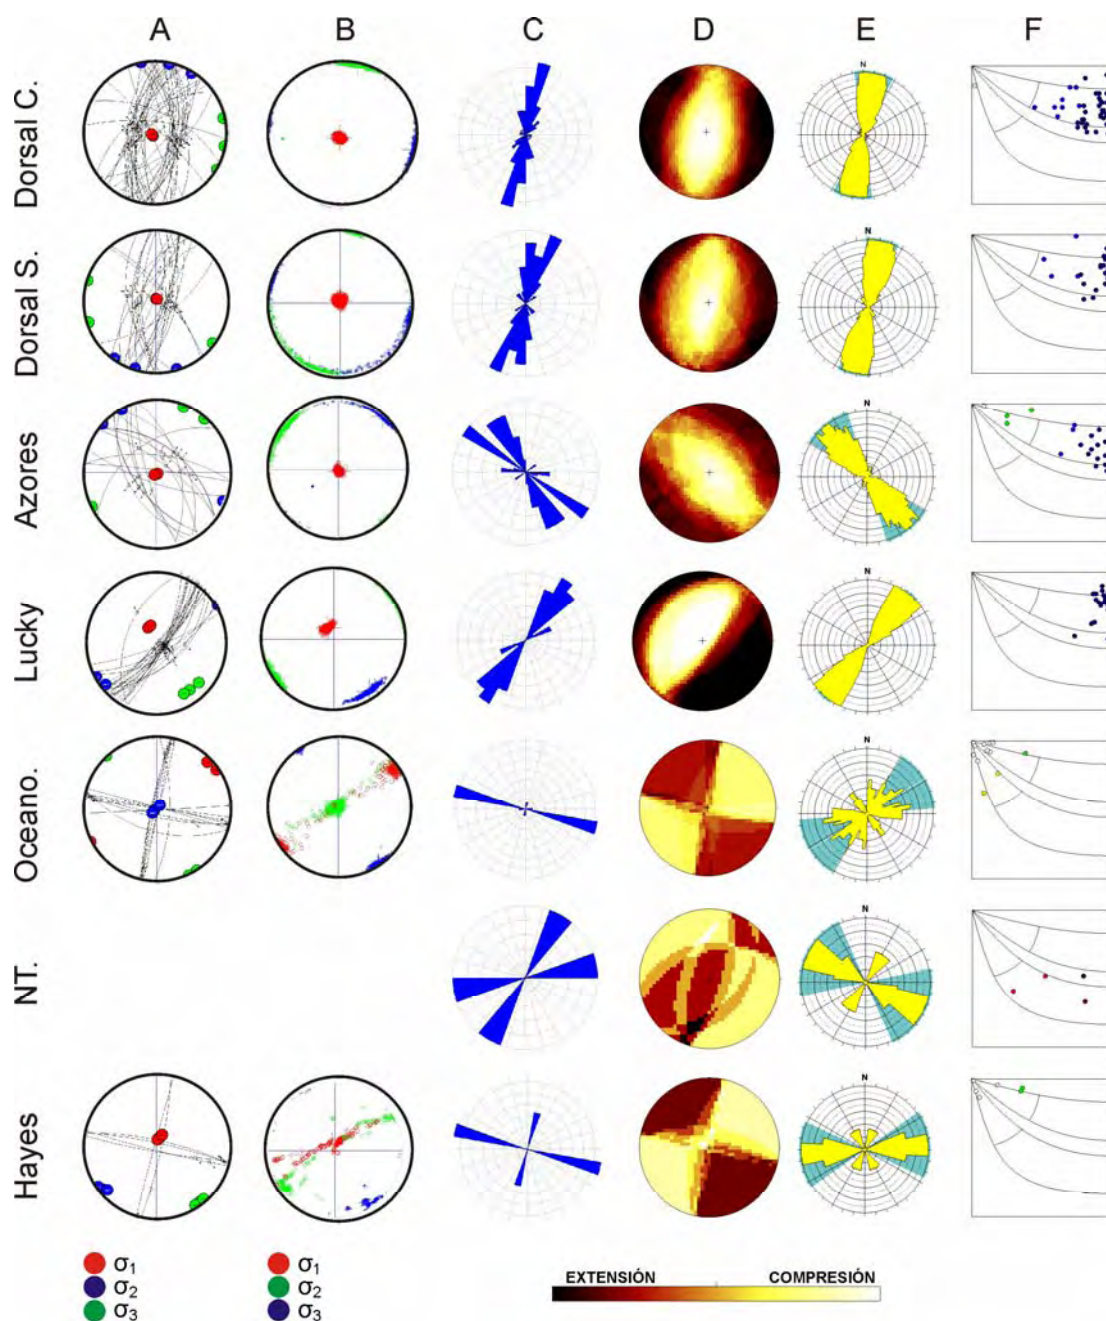 A B C D E F
Dorsal C.
N
Dorsal S.
N
Azores
N
Lucky
N
Oceano.
N
NT.
N
Hayes
N
σ1 σ1
σ2 σ2
σ3 σ3
EXTENSIÓN COMPRESIÓN